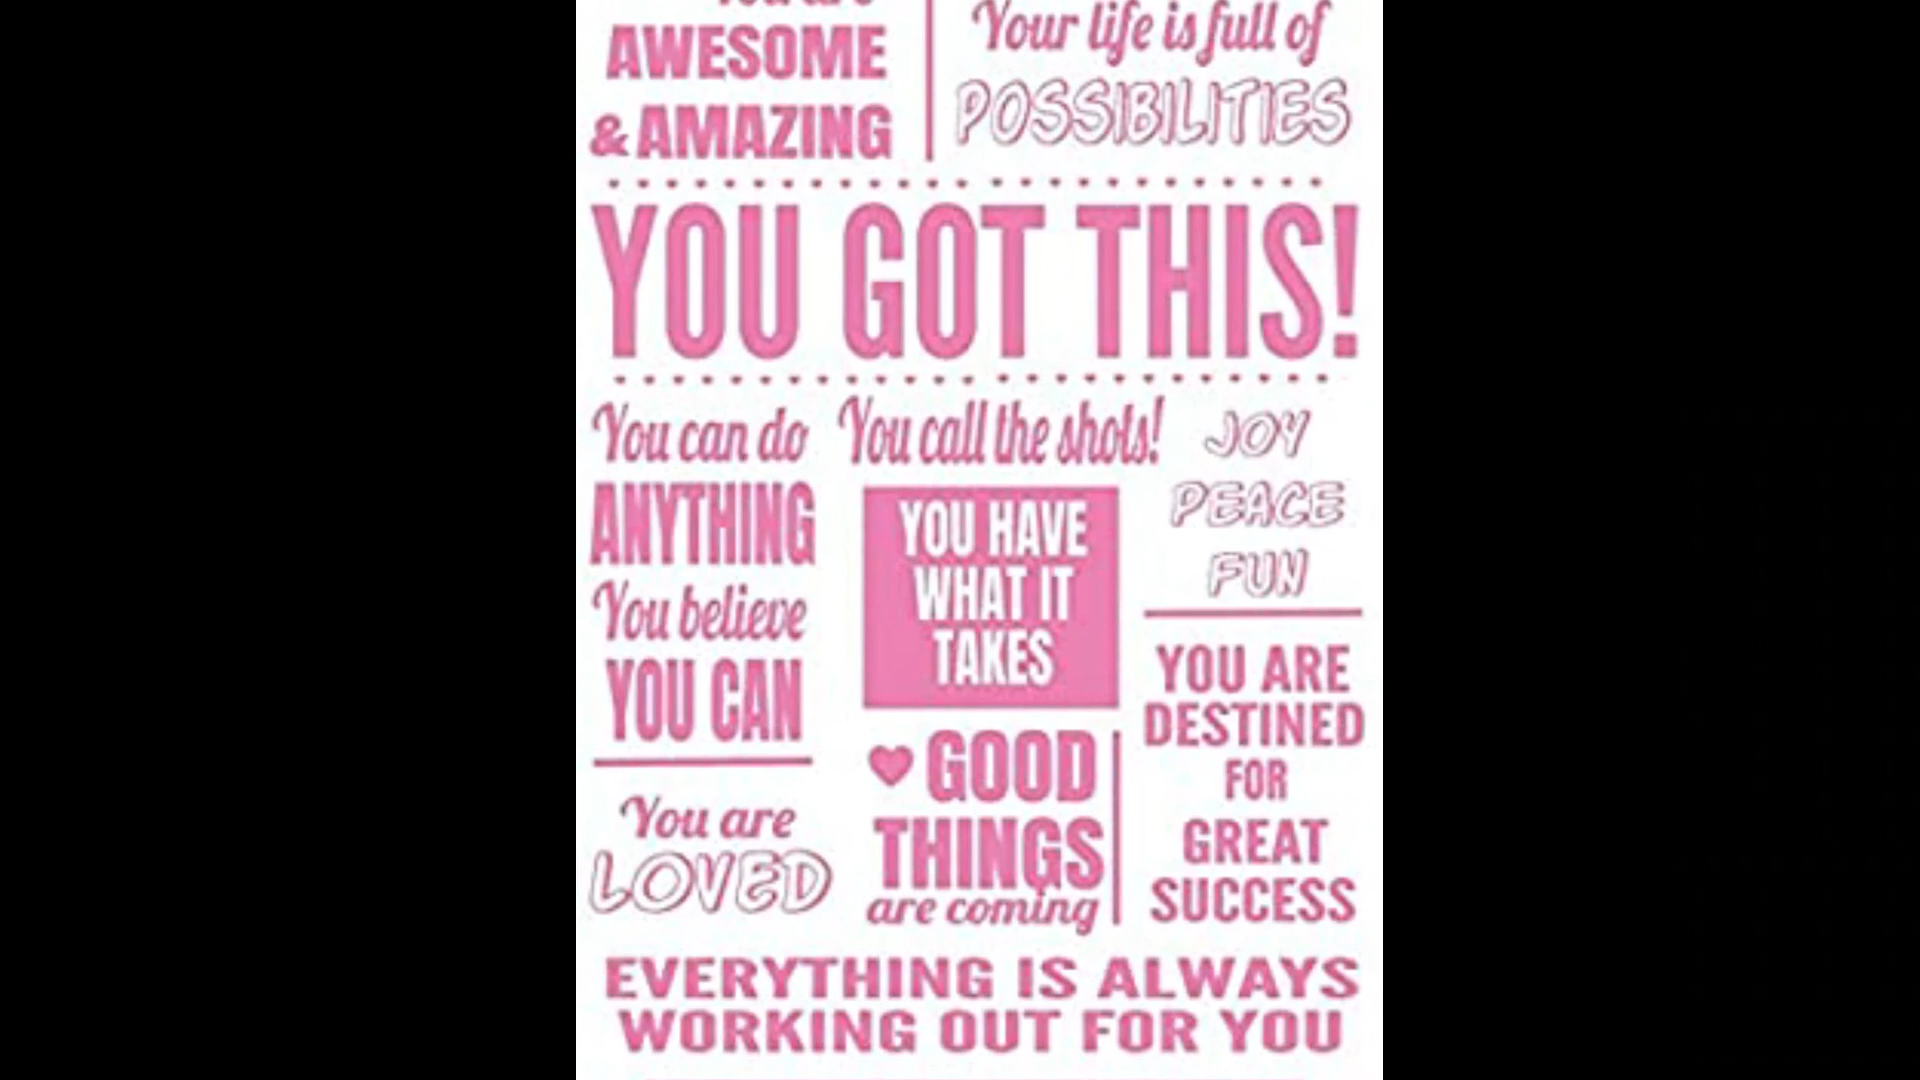 You are
AWESOME
& AMAZING
Your life is full of
POSSIBILITIES
YOU GOT THIS!
You can do
ANYTHING
You believe
YOU CAN
You are
LOVED
You call the shots!
YOU HAVE
WHAT IT
TAKES
GOOD
THINGS
are coming
JOY
PEACE
FUN
YOU ARE
DESTINED
FOR
GREAT
SUCCESS
EVERYTHING IS ALWAYS
WORKING OUT FOR YOU